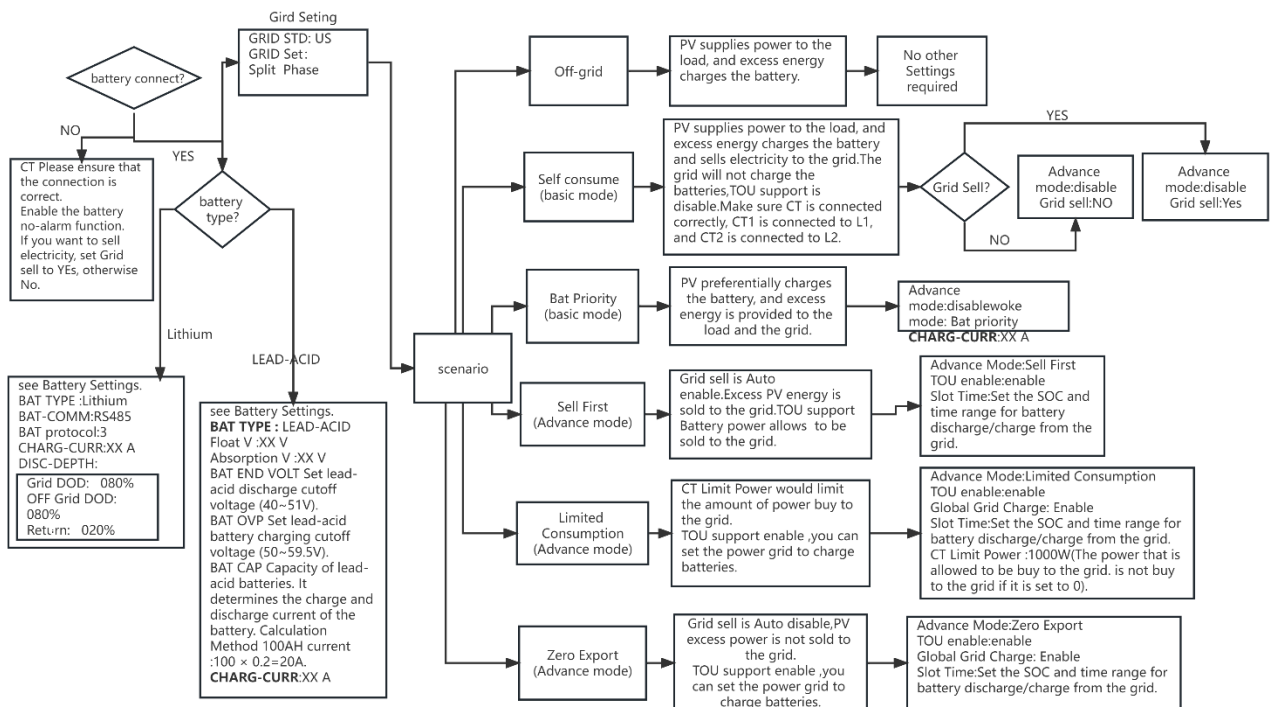 Gird Seting
GRID STD: US
GRID Set:
Split Phase
battery connect?
NO
YES
CT Please ensure that
the connection is
correct.
Enable the battery
no-alarm function.
If you want to sell
electricity, set Grid
sell to YEs, otherwise
No.
battery
type?
Lithium
LEAD-ACID
see Battery Settings.
BAT TYPE :Lithium
BAT-COMM:RS485
BAT protocol:3
CHARG-CURR:XX A
DISC-DEPTH:
Grid DOD: 080%
OFF Grid DOD:
080%
Return: 020%
see Battery Settings.
BAT TYPE : LEAD-ACID
Float V :XX V
Absorption V :XX V
BAT END VOLT Set lead-
acid discharge cutoff
voltage (40~51V).
BAT OVP Set lead-acid
battery charging cutoff
voltage (50~59.5V).
BAT CAP Capacity of lead-
acid batteries. It
determines the charge and
discharge current of the
battery. Calculation
Method 100AH current
:100 × 0.2=20A.
CHARG-CURR:XX A
scenario
Off-grid
PV supplies power to the
load, and excess energy
charges the battery.
No other
Settings
required
Self consume
(basic mode)
PV supplies power to the load, and
excess energy charges the battery
and sells electricity to the grid.The
grid will not charge the
batteries,TOU support is
disable.Make sure CT is connected
correctly, CT1 is connected to L1,
and CT2 is connected to L2.
Grid Sell?
YES
NO
Advance
mode:disable
Grid sell:NO
Advance
mode:disable
Grid sell:Yes
Bat Priority
(basic mode)
PV preferentially charges
the battery, and excess
energy is provided to the
load and the grid.
Advance
mode:disablewoke
mode: Bat priority
CHARG-CURR:XX A
Sell First
(Advance mode)
Grid sell is Auto
enable.Excess PV energy is
sold to the grid.TOU support
Battery power allows to be
sold to the grid.
Advance Mode:Sell First
TOU enable:enable
Slot Time:Set the SOC and
time range for battery
discharge/charge from the
grid.
Limited
Consumption
(Advance mode)
CT Limit Power would limit
the amount of power buy to
the grid.
TOU support enable ,you can
set the power grid to charge
batteries.
Advance Mode:Limited Consumption
TOU enable:enable
Global Grid Charge: Enable
Slot Time:Set the SOC and time range for
battery discharge/charge from the grid.
CT Limit Power :1000W(The power that is
allowed to be buy to the grid. is not buy
to the grid if it is set to 0).
Zero Export
(Advance mode)
Grid sell is Auto disable,PV
excess power is not sold to
the grid.
TOU support enable ,you
can set the power grid to
charge batteries.
Advance Mode:Zero Export
TOU enable:enable
Global Grid Charge: Enable
Slot Time:Set the SOC and time range for
battery discharge/charge from the grid.